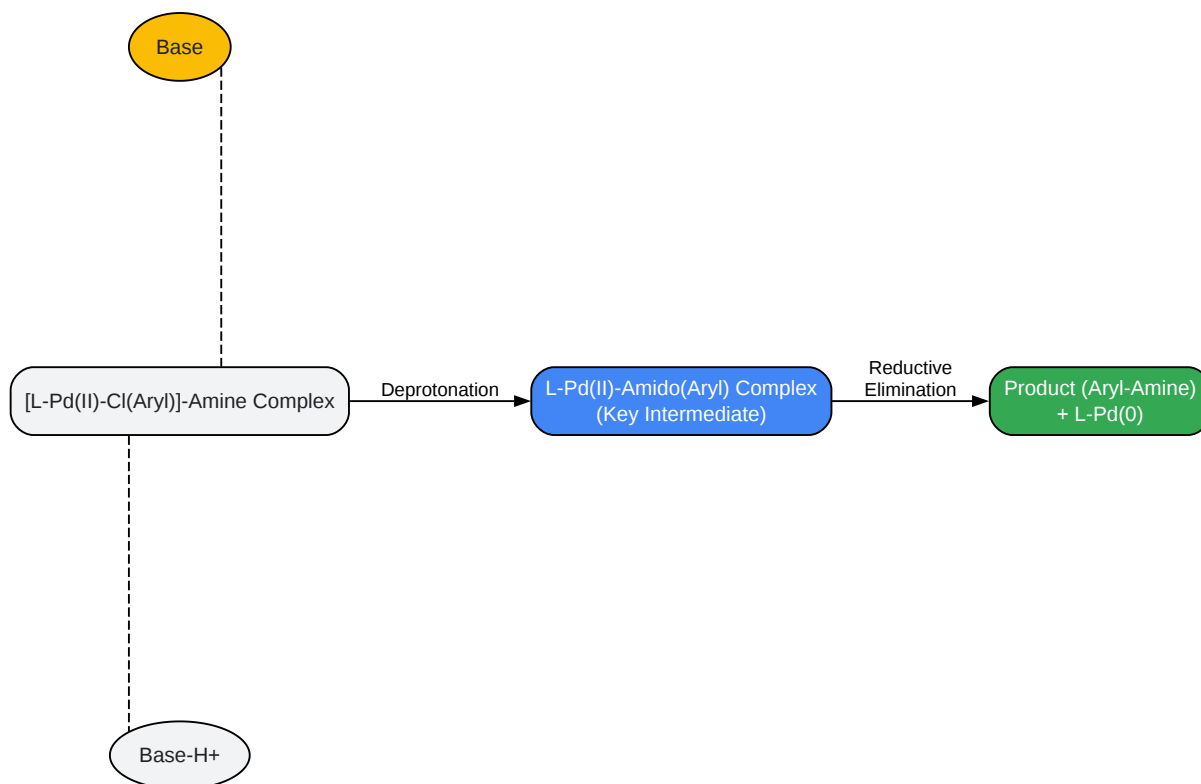 Base
[L-Pd(II)-Cl(Aryl)]-Amine Complex
Deprotonation
L-Pd(II)-Amido(Aryl) Complex
(Key Intermediate)
Reductive
Elimination
Product (Aryl-Amine)
+ L-Pd(0)
Base-H+